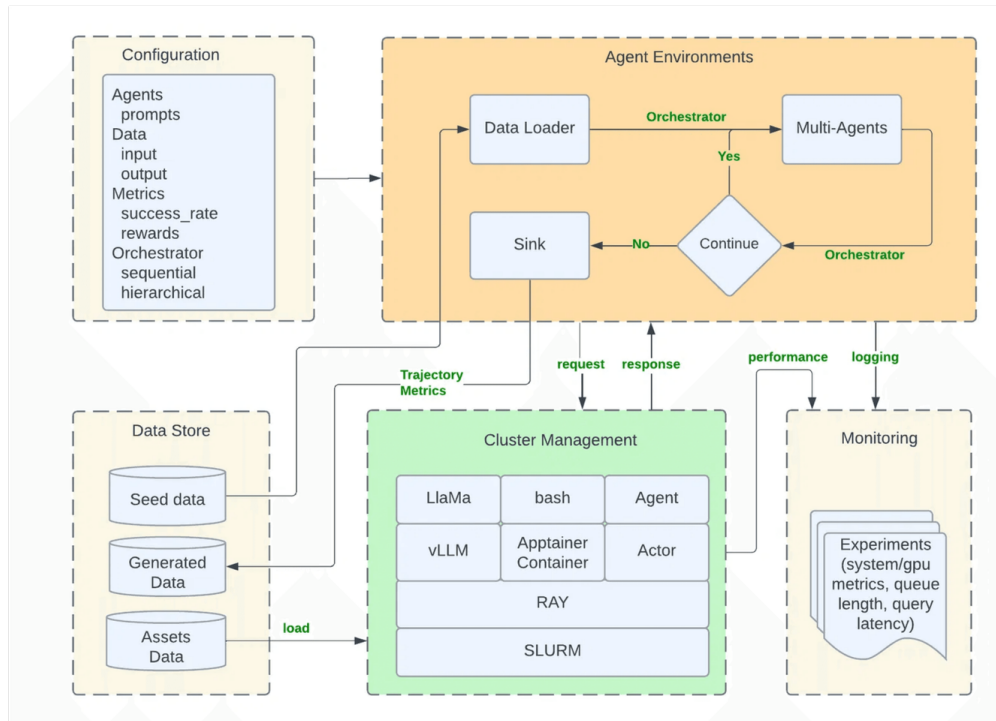 Configuration
Agents
prompts
Data
input
output
Metrics
success_rate
rewards
Orchestrator
sequential
hierarchical
Agent Environments
Data Loader
Orchestrator
Multi-Agents
Yes
Sink
No
Continue
Orchestrator
Trajectory
Metrics
request
response
performance
logging
Data Store
Seed data
Generated
Data
Assets
Data
load
Cluster Management
LlaMa
bash
Agent
vLLM
Apptainer
Container
Actor
RAY
SLURM
Monitoring
Experiments
(system/gpu
metrics, queue
length, query
latency)